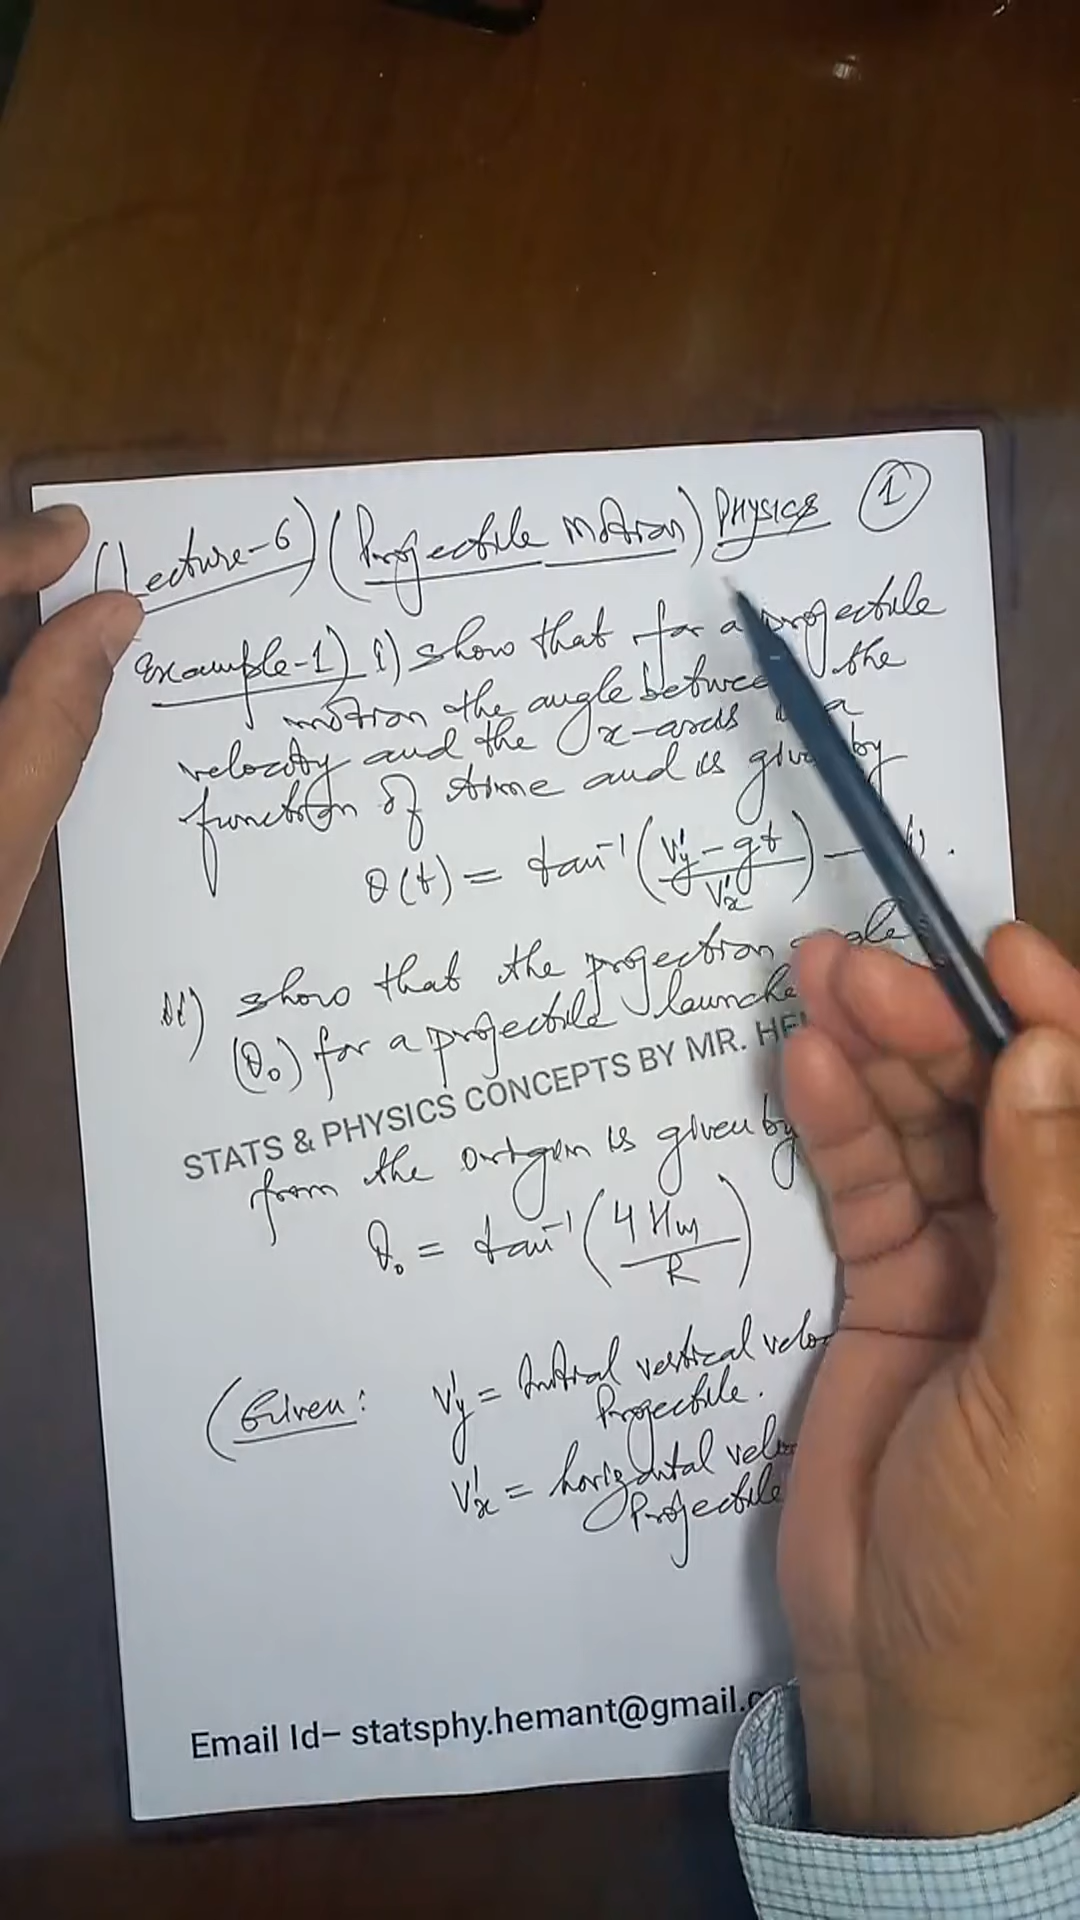 (Lecture-6) (Projectile Motion) Physics 1
Example-1) i) show that for a projectile
motion the angle between the
velocity and the x-axis is a
function of time and is given by
θ(t) = tan⁻¹ (V'y - gt / V'x) —
ii) show that the projection angle
(θ₀) for a projectile launche
STATS & PHYSICS CONCEPTS BY MR. HE
from the origin is given by
θ₀ = tan⁻¹ (4 Hm / R)
(Given: V'y = Initial vertical velo
Projectile.
V'x = horizontal velo
Projectile
Email Id– statsphy.hemant@gmail.